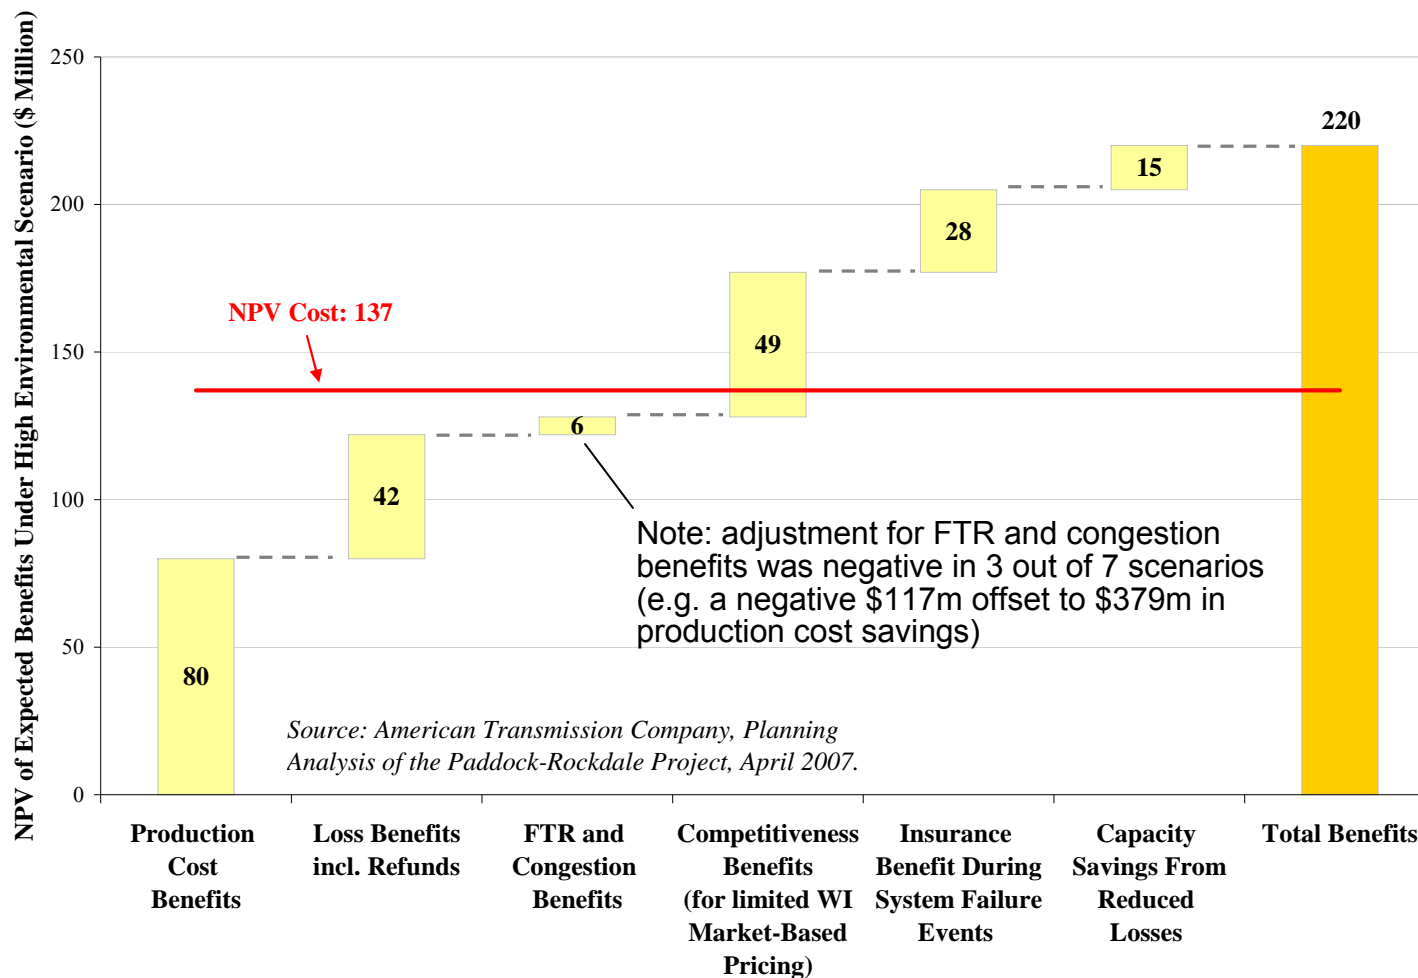 NPV of Expected Benefits Under High Environmental Scenario ($ Million)
250
200
150
100
50
0
220
15
28
NPV Cost: 137
49
6
42
Note: adjustment for FTR and congestion
benefits was negative in 3 out of 7 scenarios
(e.g. a negative $117m offset to $379m in
production cost savings)
80
Source: American Transmission Company, Planning
Analysis of the Paddock-Rockdale Project, April 2007.
Production
Cost
Benefits
Loss Benefits
incl. Refunds
FTR and
Congestion
Benefits
Competitiveness
Benefits
(for limited WI
Market-Based
Pricing)
Insurance
Benefit During
System Failure
Events
Capacity
Savings From
Reduced
Losses
Total Benefits